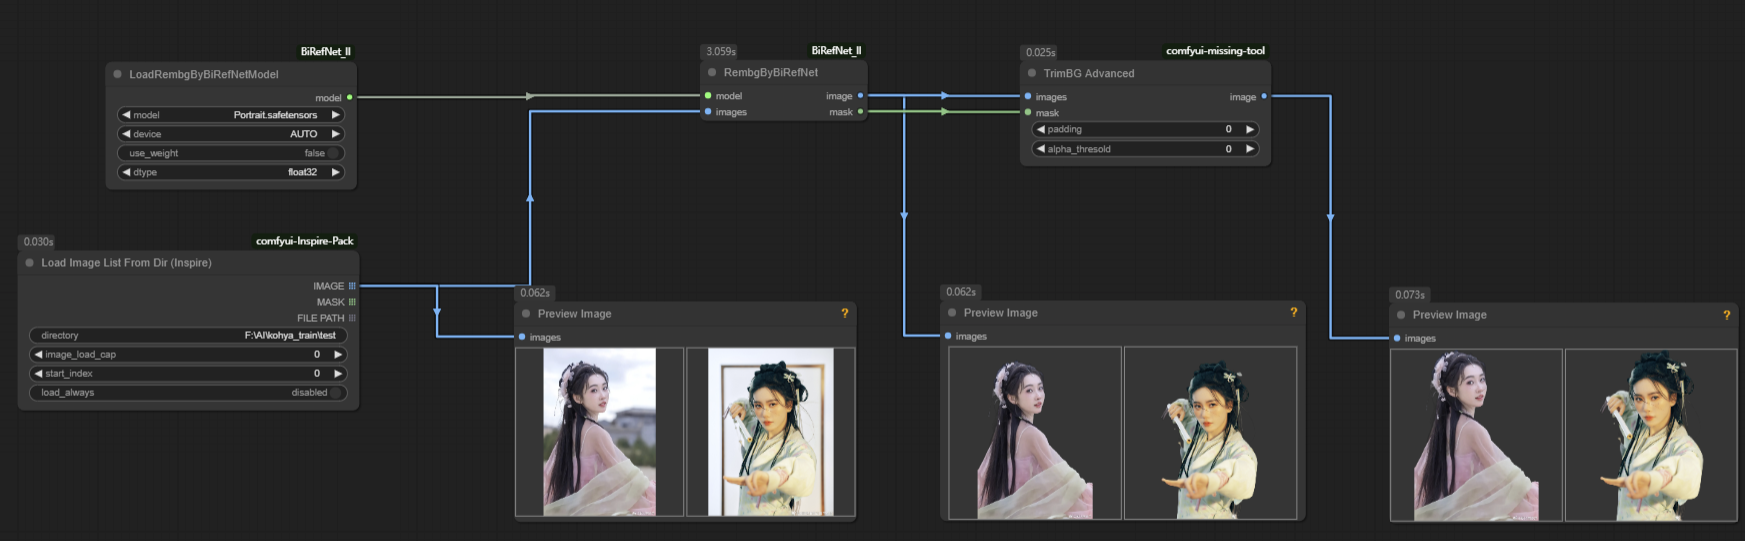 BiRefNet_ll
LoadRembgByBiRefNetModel
model
model Portrait.safetensors
device AUTO
use_weight false
dtype float32
0.030s
comfyui-Inspire-Pack
Load Image List From Dir (Inspire)
IMAGE
MASK
FILE PATH
directory F:\AI\kohya_train\test
image_load_cap 0
start_index 0
load_always disabled
0.062s
Preview Image ?
images
3.059s
BiRefNet_ll
RembgByBiRefNet
model image
images mask
0.025s
comfyui-missing-tool
TrimBG Advanced
images image
mask
padding 0
alpha_thresold 0
0.062s
Preview Image ?
images
0.073s
Preview Image ?
images